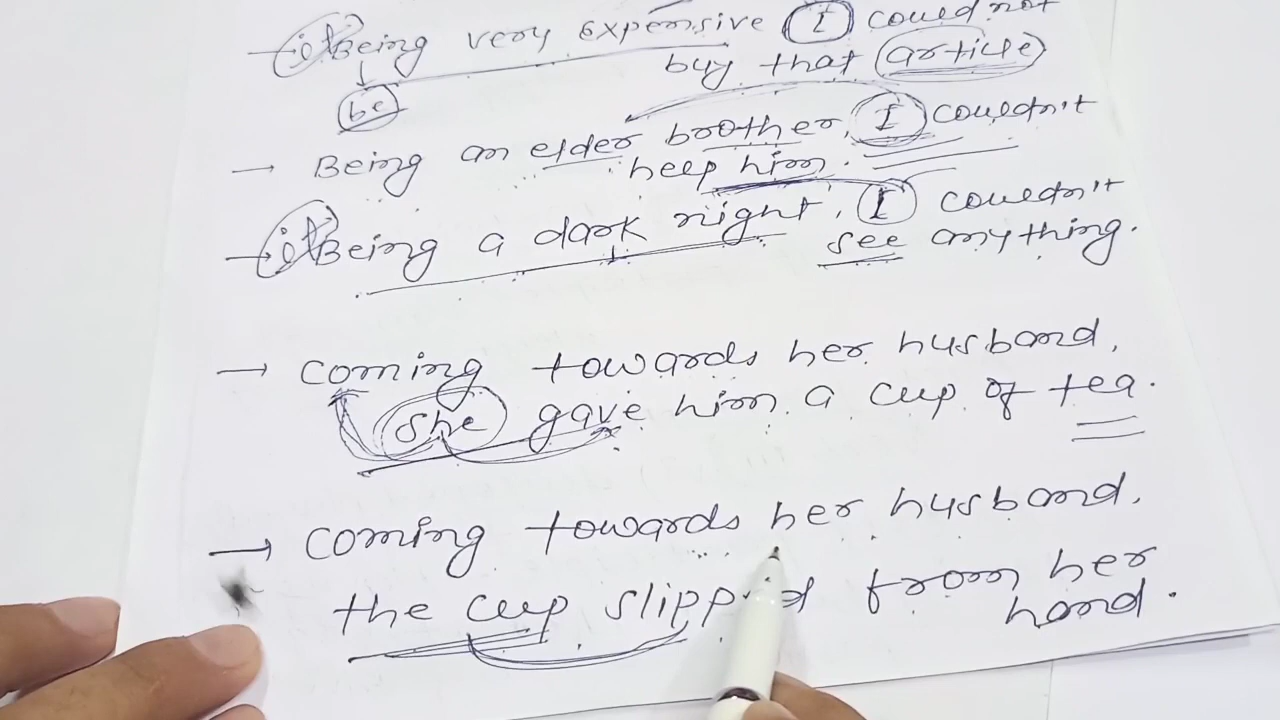 → it Being very expensive I could not
buy that article
be
→ Being an elder brother, I couldn't
help him.
→ it Being a dark night, I couldn't
see anything.
→ Coming towards her husband,
she gave him a cup of tea.
→ Coming towards her husband,
the cup slipped from her
hand.